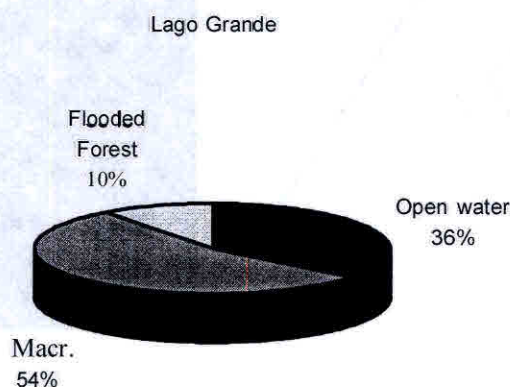 Lago Grande
Flooded
Forest
10%
Open water
36%
Macr.
54%